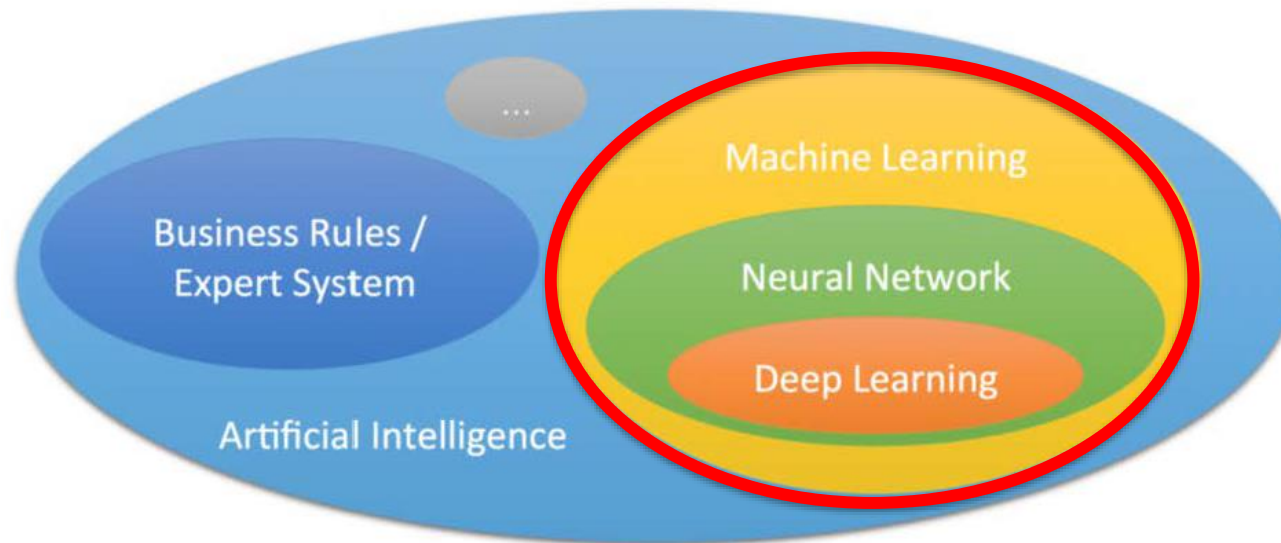 ...
Machine Learning
Business Rules /
Expert System
Neural Network
Deep Learning
Artificial Intelligence